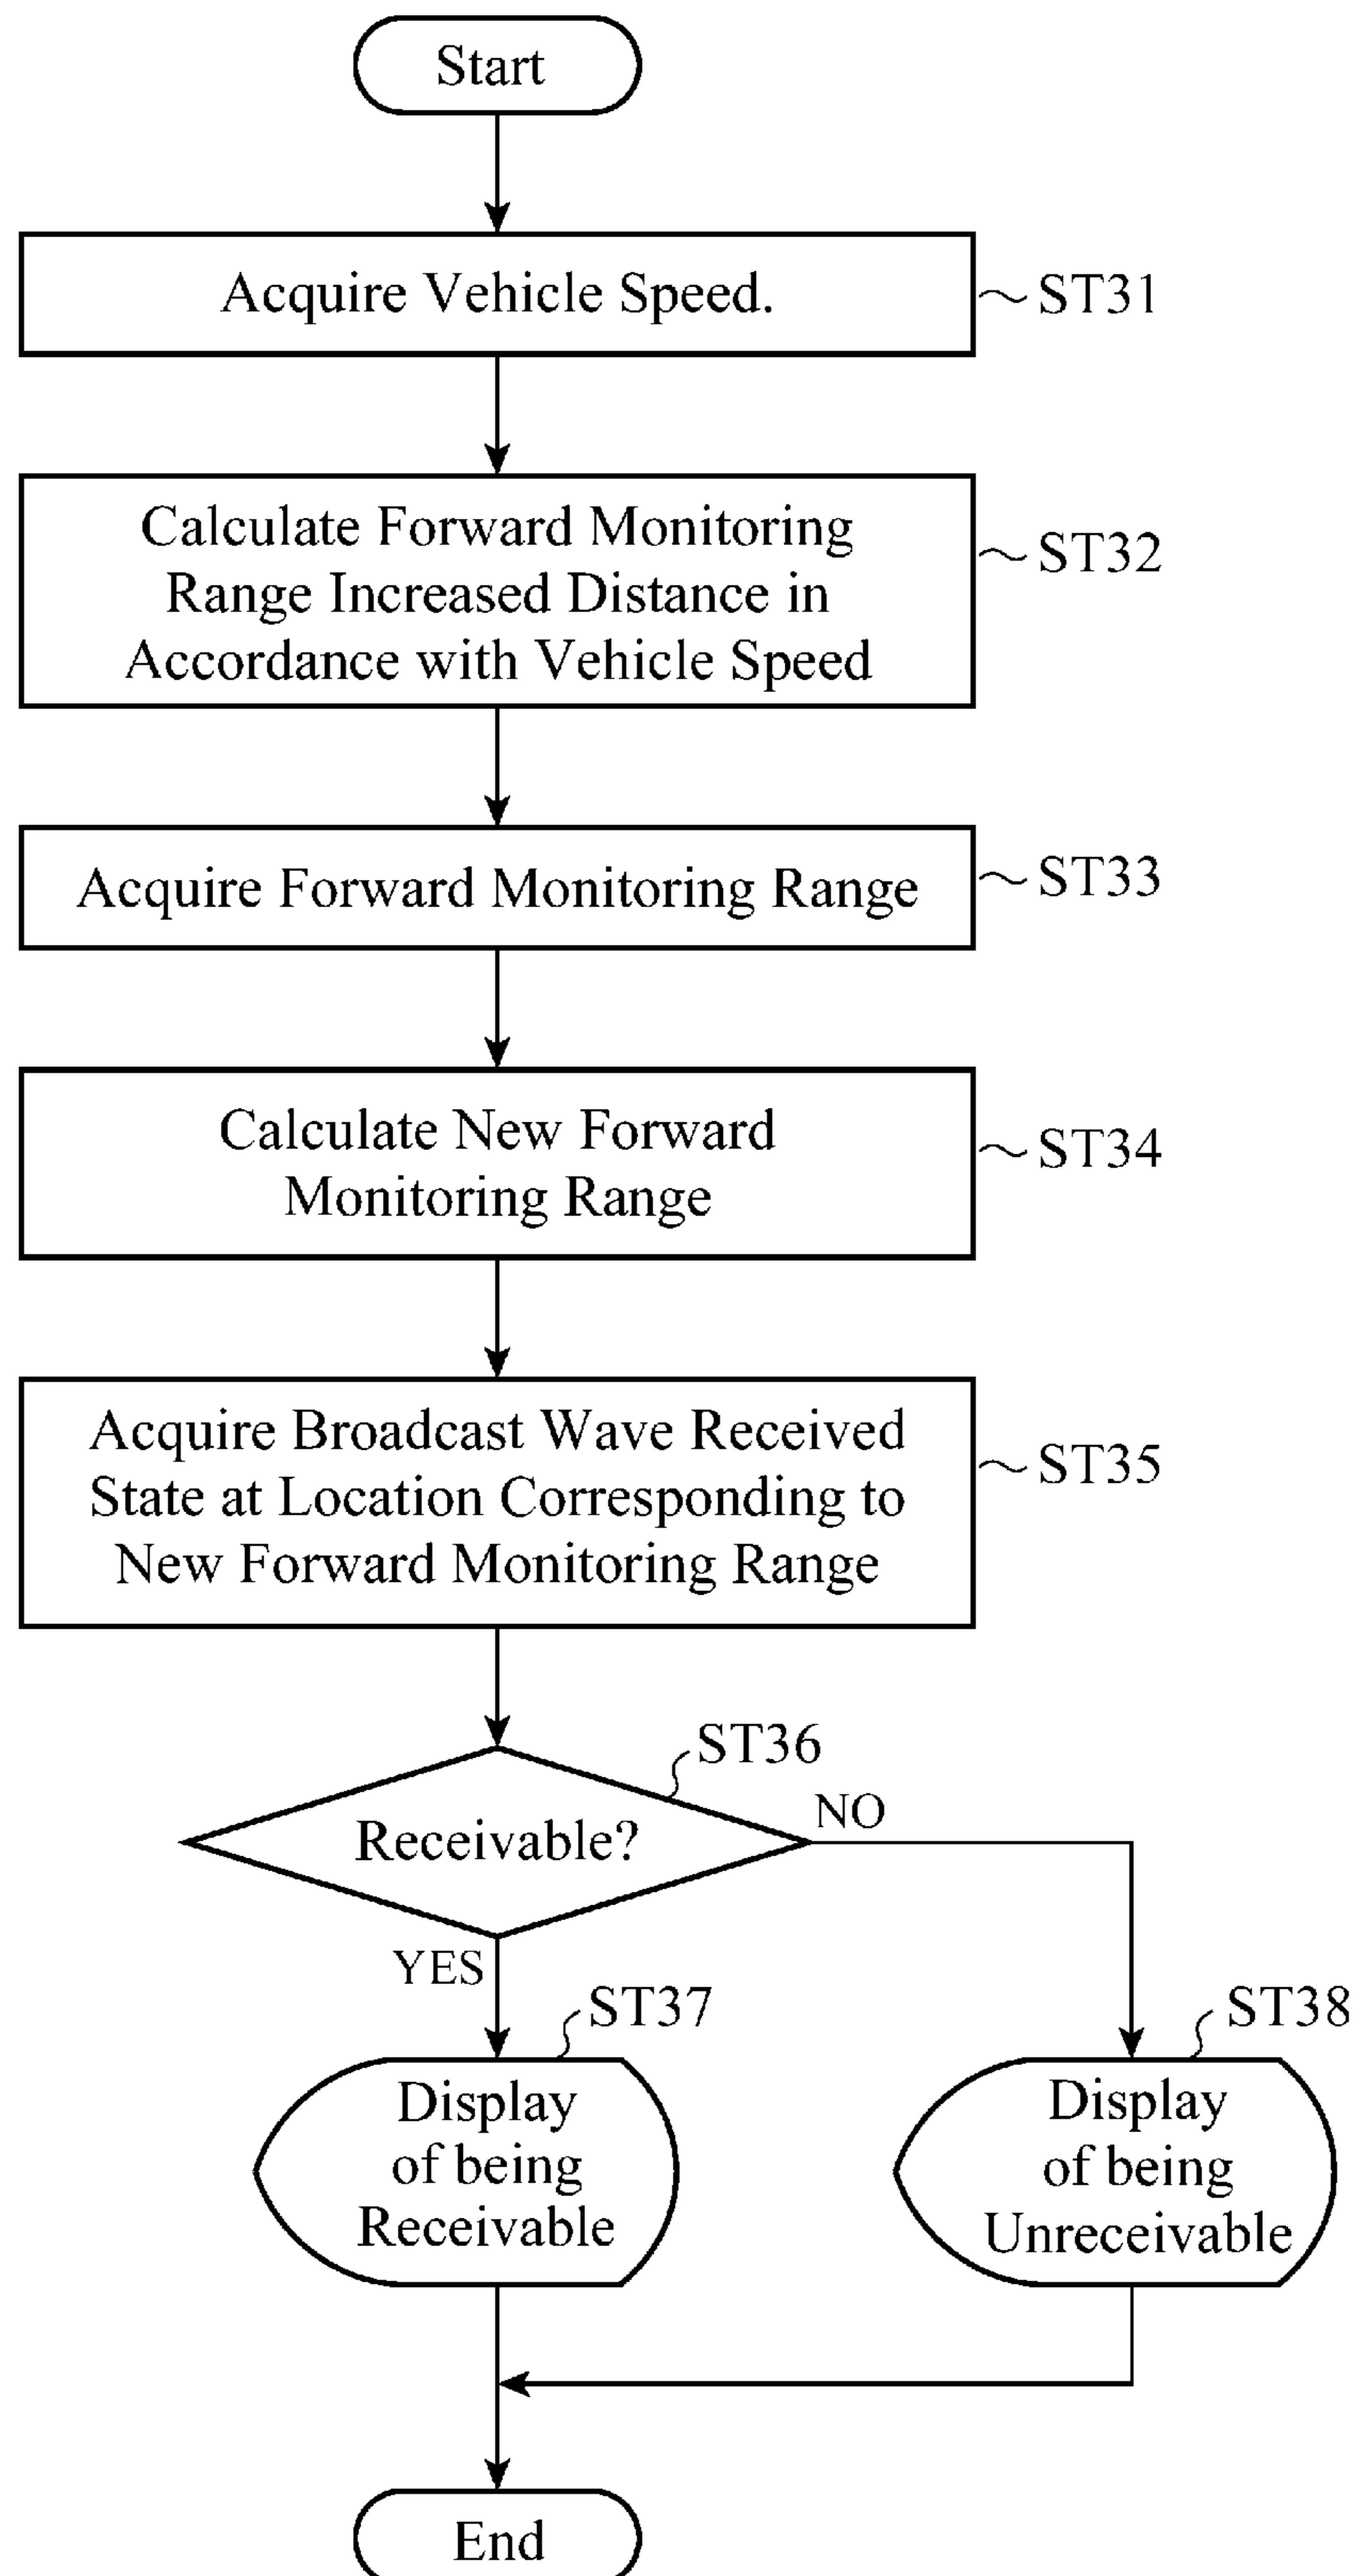 Start
Acquire Vehicle Speed.
ST31
Calculate Forward Monitoring
Range Increased Distance in
Accordance with Vehicle Speed
ST32
Acquire Forward Monitoring Range
ST33
Calculate New Forward
Monitoring Range
ST34
Acquire Broadcast Wave Received
State at Location Corresponding to
New Forward Monitoring Range
ST35
ST36
Receivable?
NO
YES
ST37
Display
of being
Receivable
ST38
Display
of being
Unreceivable
End